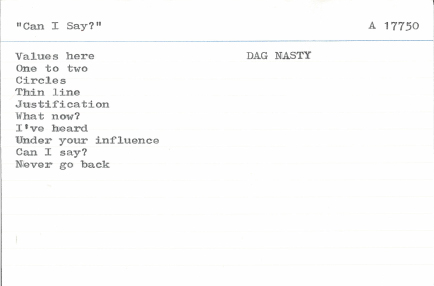 "Can I Say?" A 17750
Values here DAG NASTY
One to two
Circles
Thin line
Justification
What now?
I've heard
Under your influence
Can I say?
Never go back